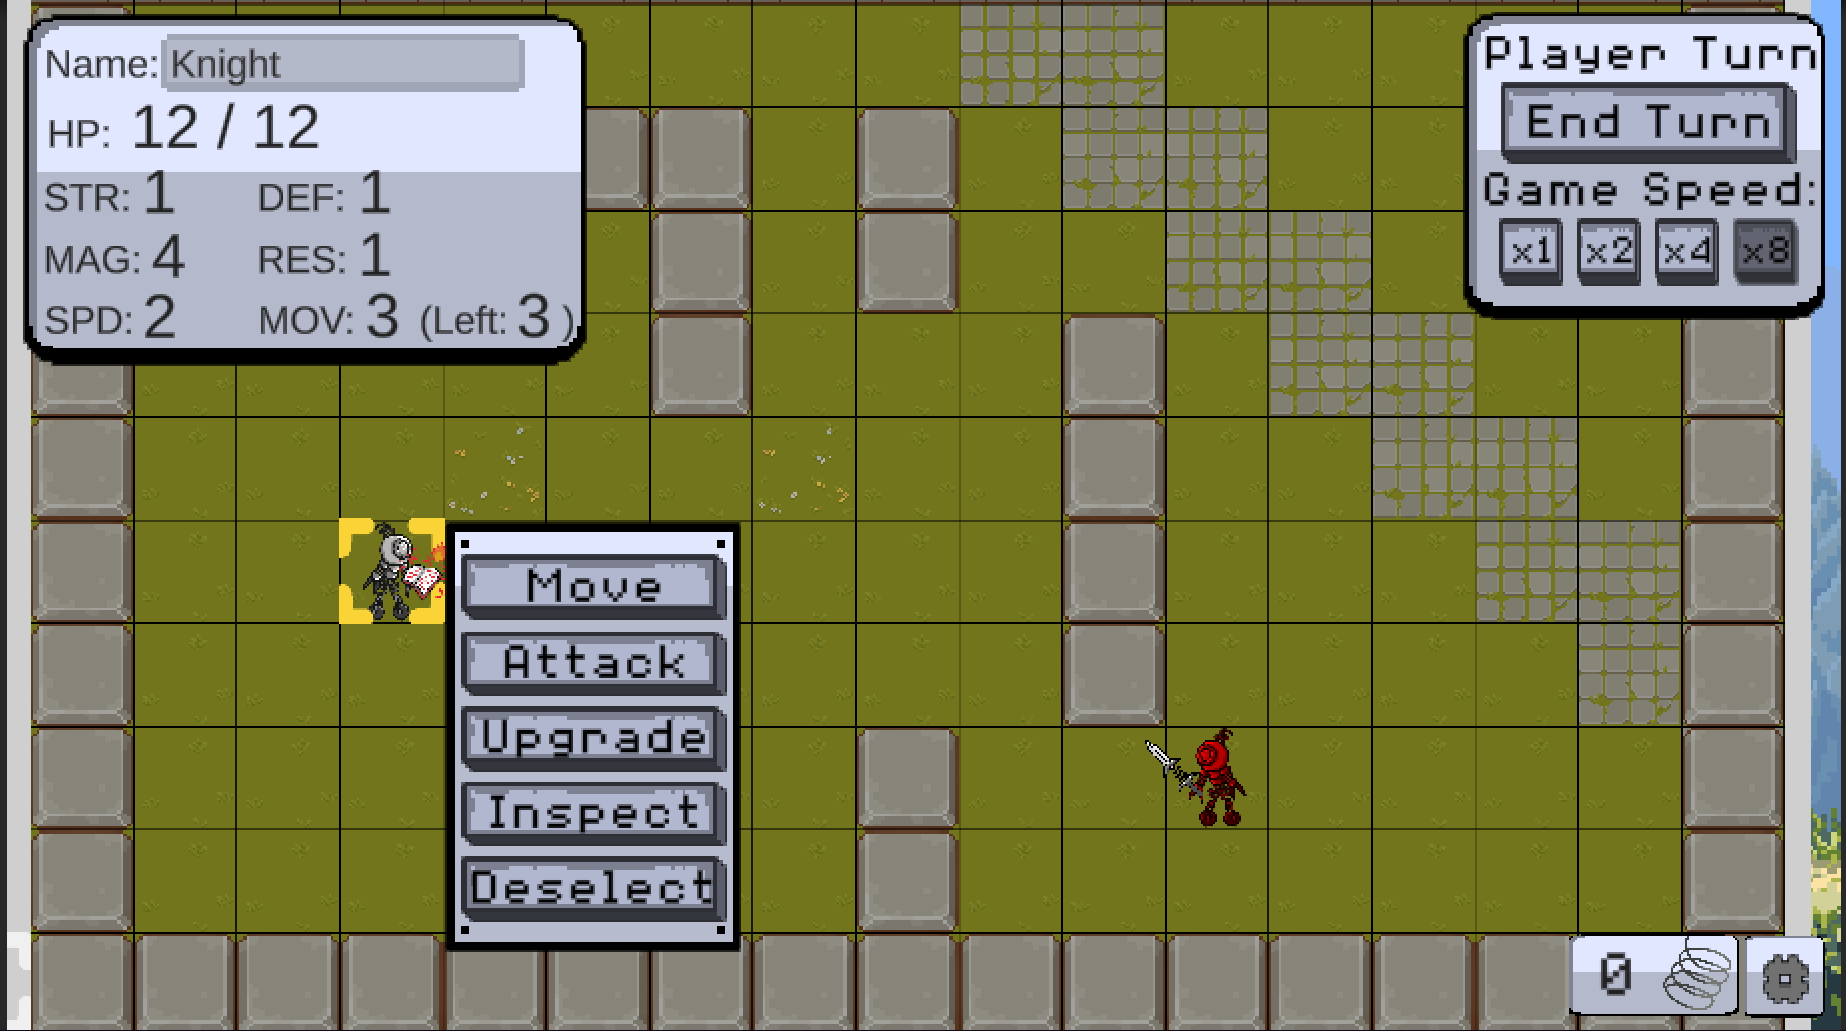 Name: Knight
HP: 12 / 12
STR: 1 DEF: 1
MAG: 4 RES: 1
SPD: 2 MOV: 3 (Left: 3 )
Player Turn
End Turn
Game Speed:
x1 x2 x4 x8
Move
Attack
Upgrade
Inspect
Deselect
0